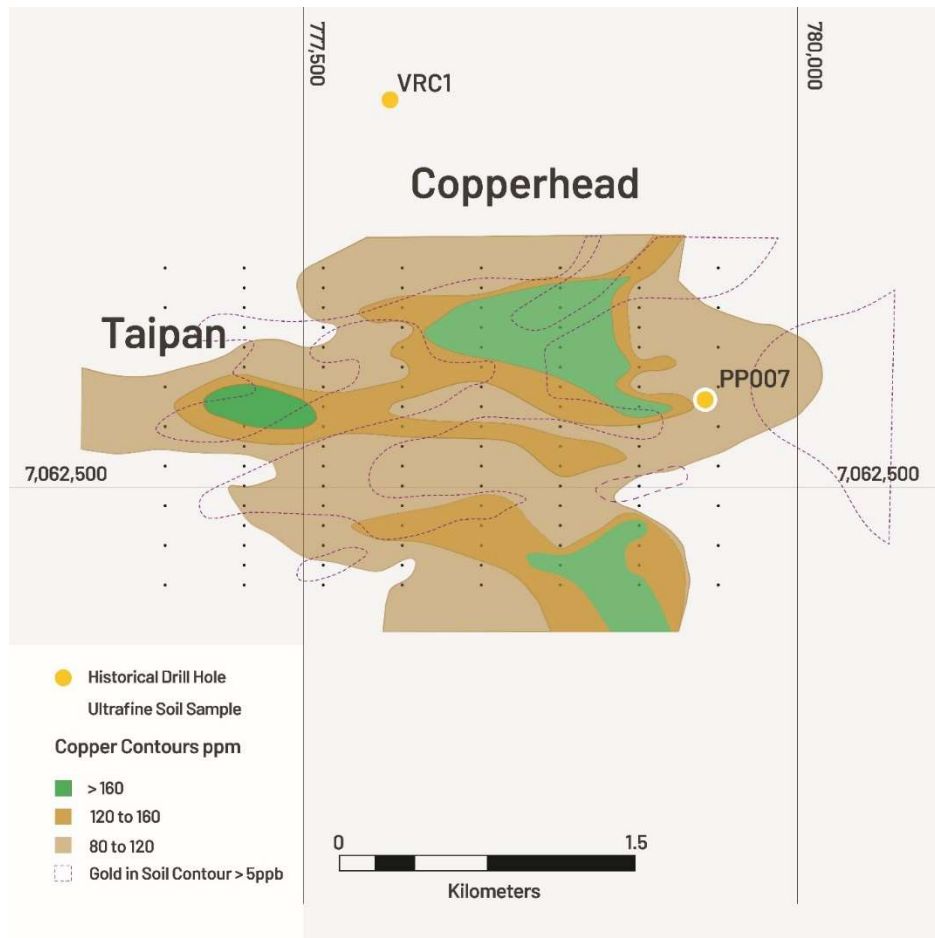 777,500
780,000
VRC1
Copperhead
Taipan
PP007
7,062,500
7,062,500
Historical Drill Hole
Ultrafine Soil Sample
Copper Contours ppm
> 160
120 to 160
80 to 120
Gold in Soil Contour > 5ppb
0
1.5
Kilometers